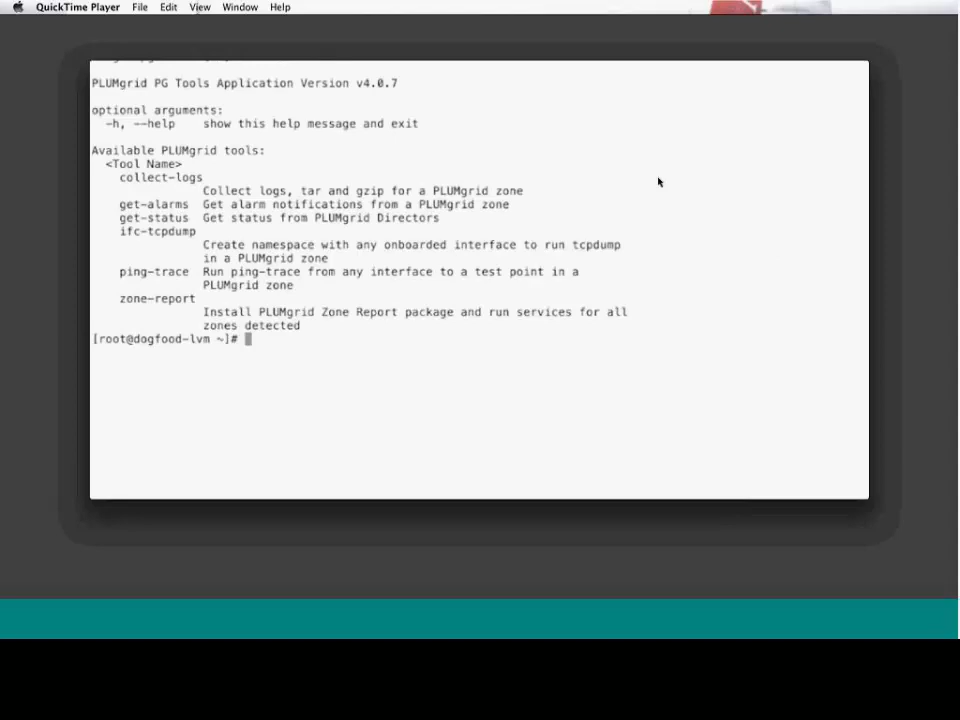 QuickTime Player File Edit View Window Help
PLUMgrid PG Tools Application Version v4.0.7
optional arguments:
-h, --help show this help message and exit
Available PLUMgrid tools:
<Tool Name>
collect-logs
Collect logs, tar and gzip for a PLUMgrid zone
get-alarms Get alarm notifications from a PLUMgrid zone
get-status Get status from PLUMgrid Directors
ifc-tcpdump
Create namespace with any onboarded interface to run tcpdump
in a PLUMgrid zone
ping-trace Run ping-trace from any interface to a test point in a
PLUMgrid zone
zone-report
Install PLUMgrid Zone Report package and run services for all
zones detected
[root@dogfood-lvm ~]#